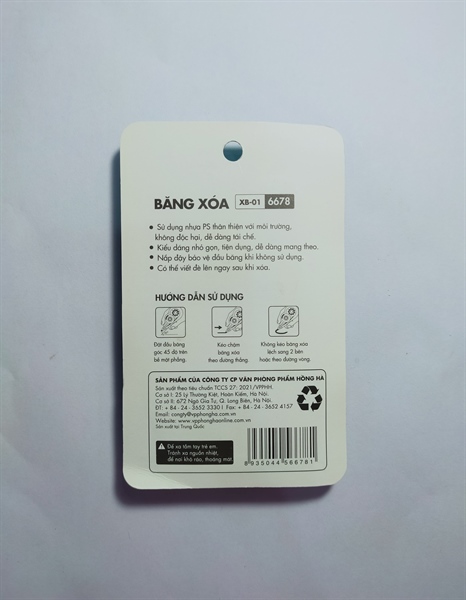 BĂNG XÓA XB-01 6678
• Sử dụng nhựa PS thân thiện với môi trường,
không độc hại, dễ dàng tái chế.
• Kiểu dáng nhỏ gọn, tiện dụng, dễ dàng mang theo.
• Nắp đậy bảo vệ đầu băng khi không sử dụng.
• Có thể viết đè lên ngay sau khi xóa.
HƯỚNG DẪN SỬ DỤNG
Đặt đầu băng
góc 45 độ trên
bề mặt phẳng.
Kéo chậm
băng xóa
theo đường thẳng.
Không kéo băng xóa
lệch sang 2 bên
hoặc theo đường vòng.
SẢN PHẨM CỦA CÔNG TY CP VĂN PHÒNG PHẨM HỒNG HÀ
Sản xuất theo tiêu chuẩn TCCS 27: 2021/VPPHH.
Cơ sở I: 25 Lý Thường Kiệt, Hoàn Kiếm, Hà Nội.
Cơ sở II: 672 Ngô Gia Tự, Q. Long Biên, Hà Nội.
ĐT: + 84 - 24 - 3652 3330 I Fax: + 84 - 24 - 3652 4157
Email: congty@vpphongha.com.vn
Website: www.vpphonghaonline.com.vn
Sản xuất tại Trung Quốc
Để xa tầm tay trẻ em.
Tránh xa nguồn nhiệt,
để nơi khô ráo, thoáng mát.
8 935044 566781